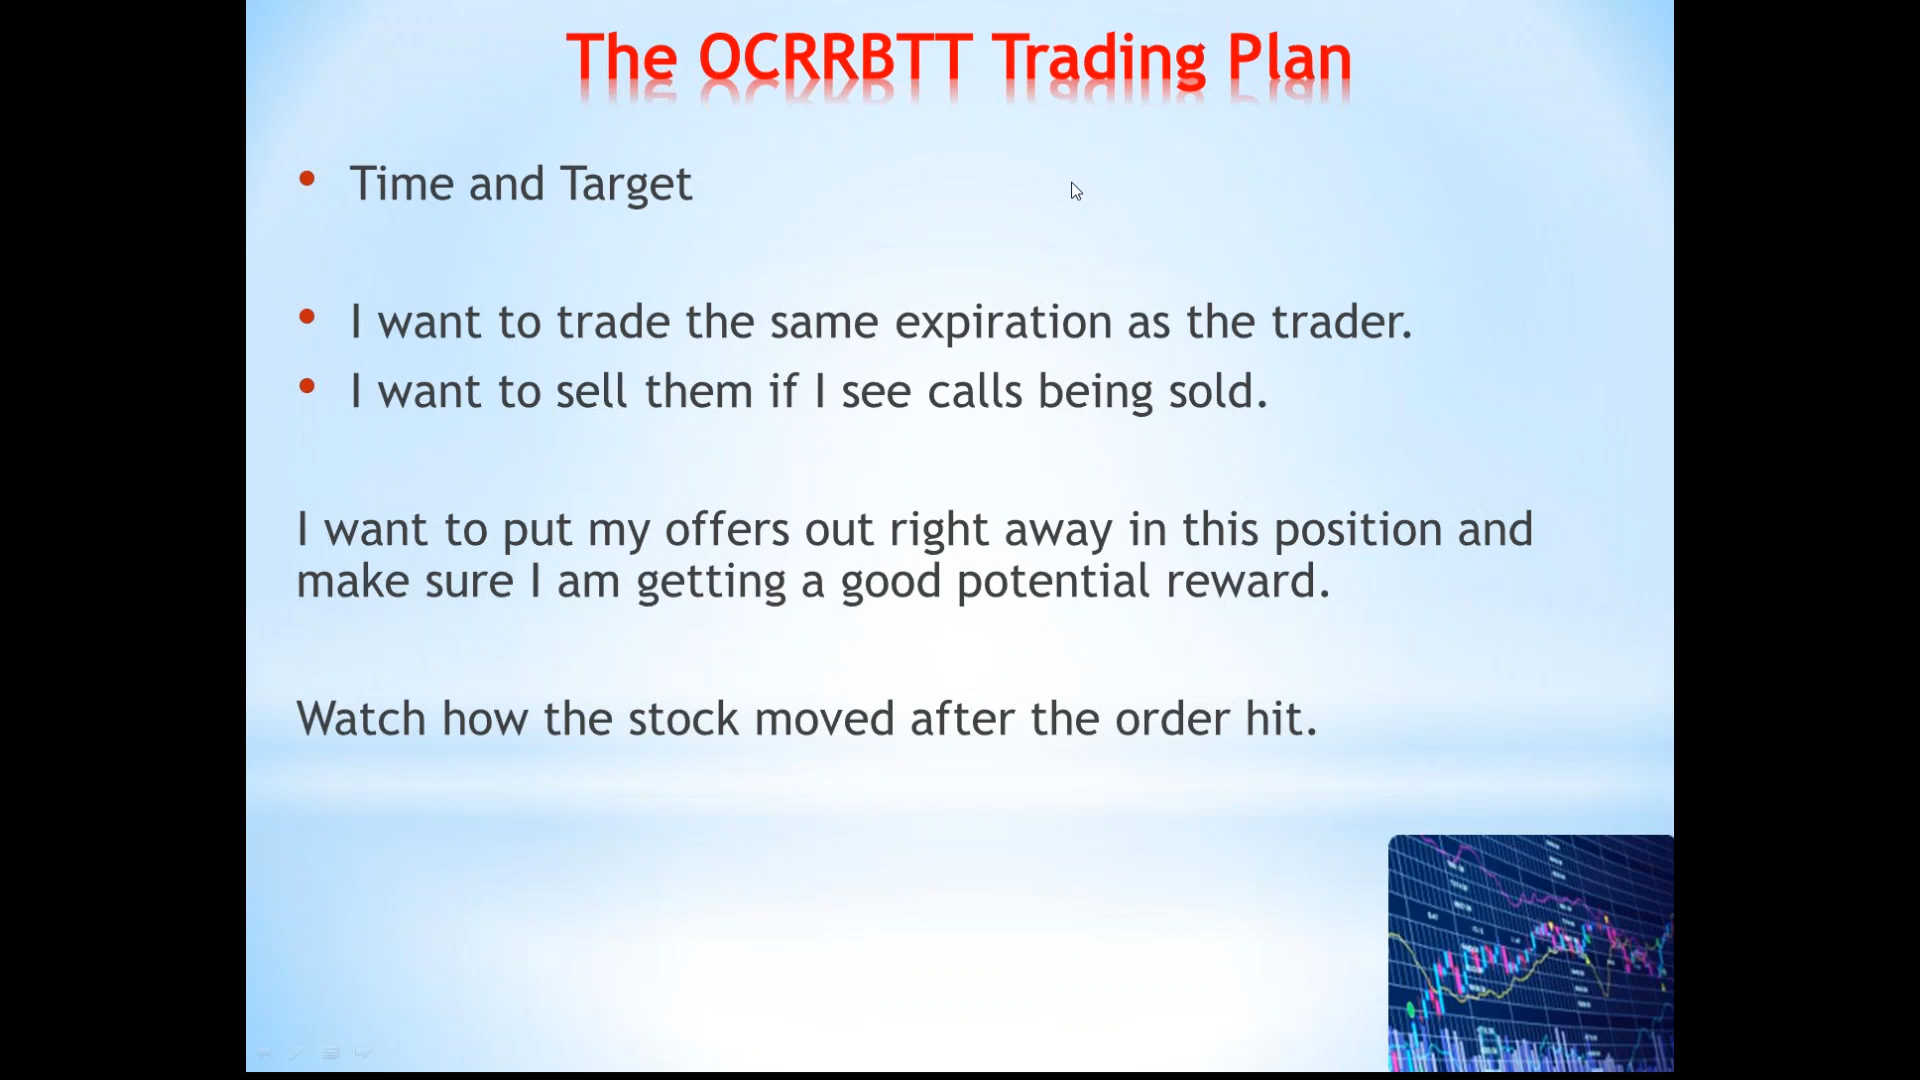 The OCRRBTT Trading Plan
• Time and Target
• I want to trade the same expiration as the trader.
• I want to sell them if I see calls being sold.
I want to put my offers out right away in this position and
make sure I am getting a good potential reward.
Watch how the stock moved after the order hit.